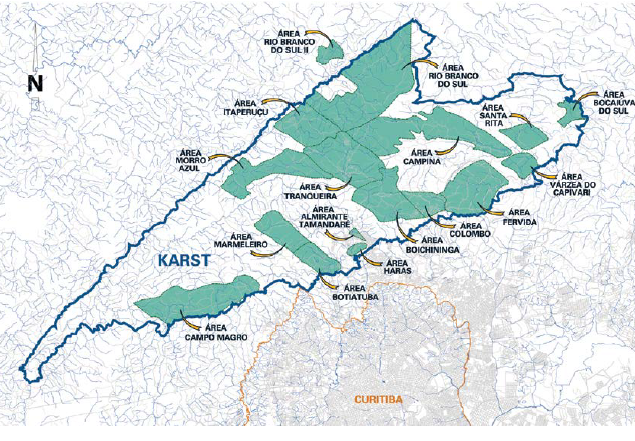 ÁREA
RIO BRANCO
DO SUL II
N
ÁREA
RIO BRANCO
DO SUL
ÁREA
ITAPERUÇU
ÁREA
SANTA
RITA
ÁREA
BOCAIUVA
DO SUL
ÁREA
MORRO
AZUL
ÁREA
CAMPINA
ÁREA
TRANQUEIRA
ÁREA
VÁRZEA DO
CAPIVARI
ÁREA
ALMIRANTE
TAMANDARÉ
ÁREA
FERVIDA
ÁREA
COLOMBO
ÁREA
MARMELEIRO
ÁREA
BOICHININGA
KARST
ÁREA
HARAS
ÁREA
BOTIATUBA
ÁREA
CAMPO MAGRO
CURITIBA